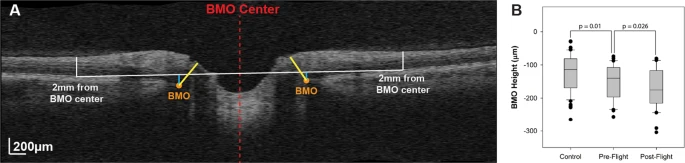 A
BMO Center
2mm from
BMO center
BMO
BMO
2mm from
BMO center
200μm
B
p = 0.01
p = 0.026
BMO Height (μm)
0
-100
-200
-300
Control
Pre-Flight
Post-Flight